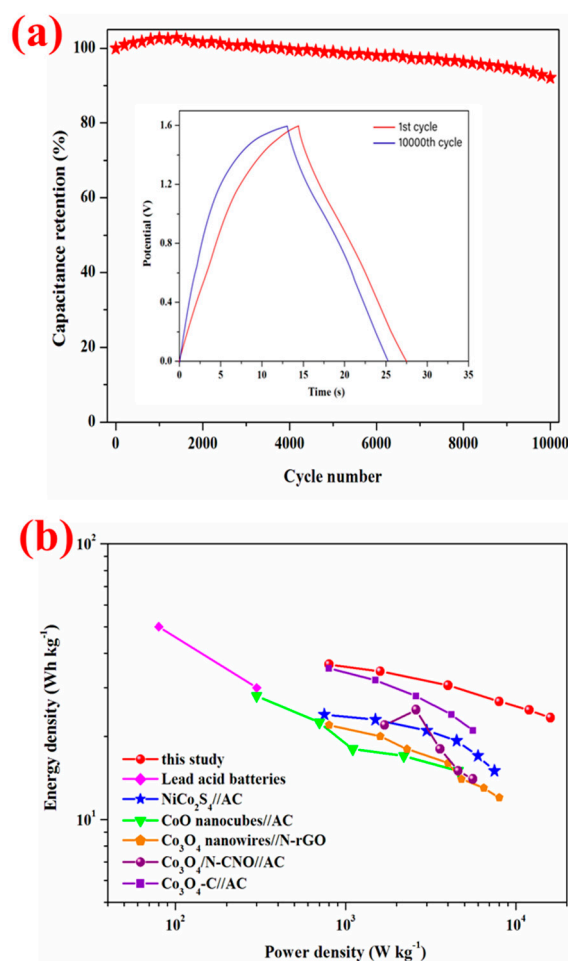 (a)
100
80
60
40
20
0
Capacitance retention (%)
0 2000 4000 6000 8000 10000
Cycle number
1.6
1.2
0.8
0.4
0.0
Potential (V)
1st cycle
10000th cycle
0 5 10 15 20 25 30 35
Time (s)
(b)
10²
10¹
Energy density (Wh kg⁻¹)
this study
Lead acid batteries
NiCo₂S₄//AC
CoO nanocubes//AC
Co₃O₄ nanowires//N-rGO
Co₃O₄/N-CNO//AC
Co₃O₄-C//AC
10² 10³ 10⁴
Power density (W kg⁻¹)